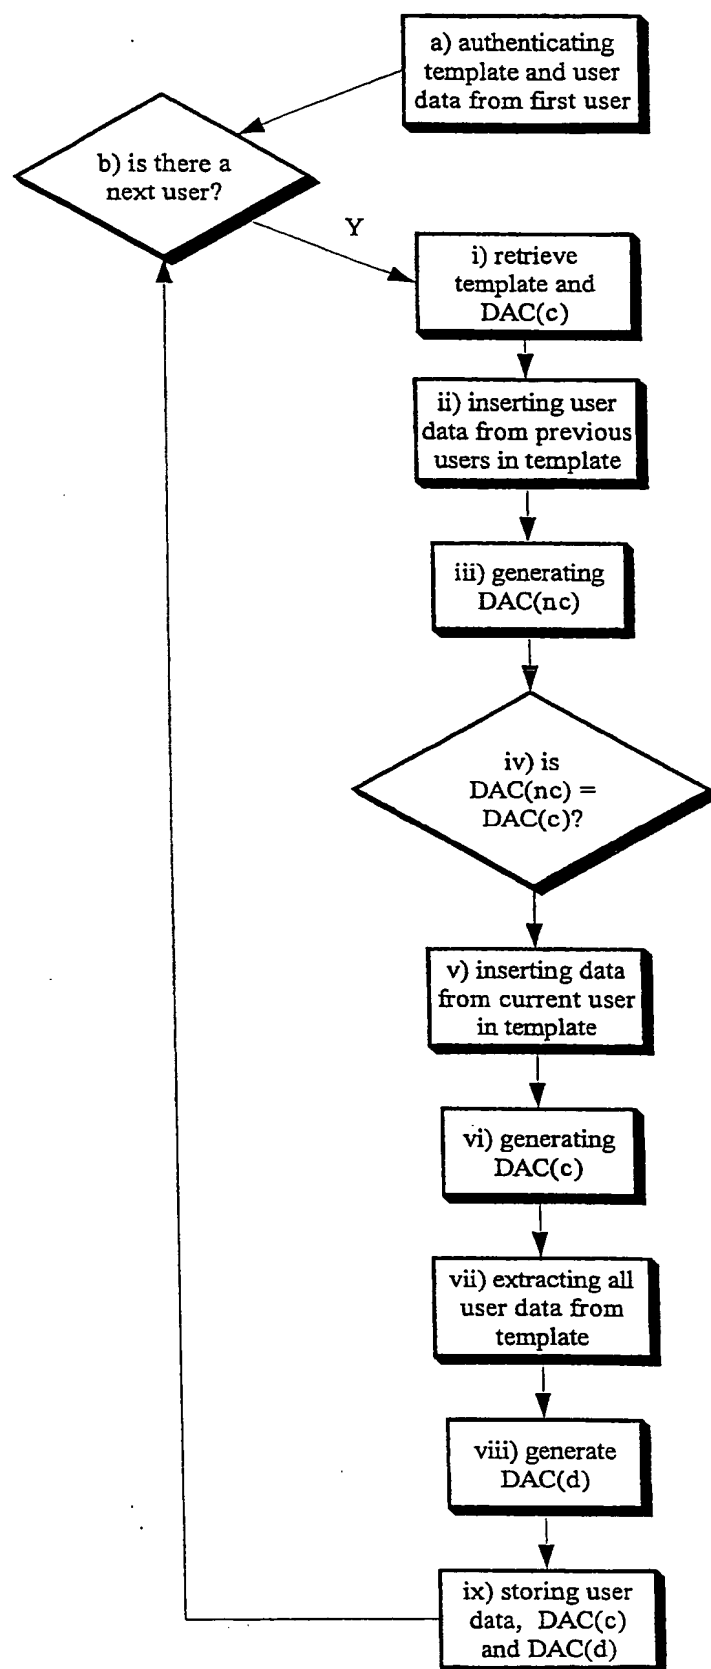 a) authenticating
template and user
data from first user
b) is there a
next user?
Y
i) retrieve
template and
DAC(c)
ii) inserting user
data from previous
users in template
iii) generating
DAC(nc)
iv) is
DAC(nc) =
DAC(c)?
v) inserting data
from current user
in template
vi) generating
DAC(c)
vii) extracting all
user data from
template
viii) generate
DAC(d)
ix) storing user
data, DAC(c)
and DAC(d)